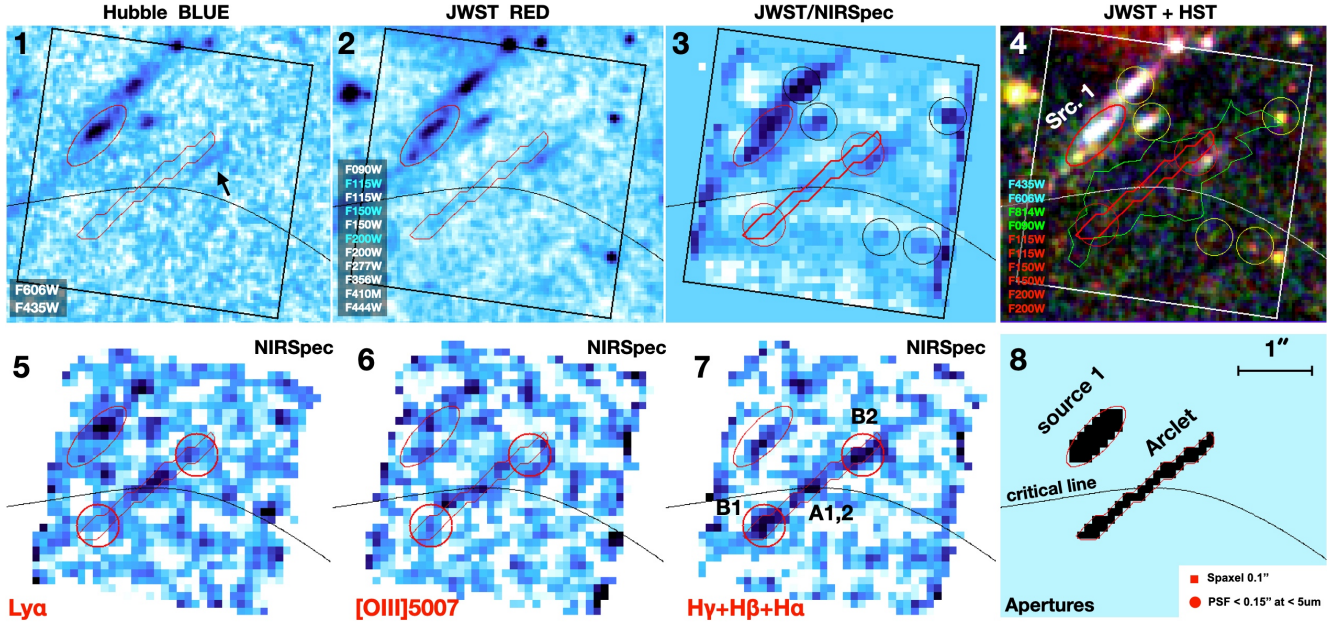 Hubble BLUE
JWST RED
JWST/NIRSpec
JWST + HST
1
F606W
F435W
2
F090W
F115W
F115W
F150W
F150W
F200W
F200W
F277W
F356W
F410M
F444W
3
4
Src. 1
F435W
F606W
F814W
F090W
F115W
F115W
F150W
F150W
F200W
F200W
5
NIRSpec
Lyα
6
NIRSpec
[OIII]5007
7
NIRSpec
B2
B1
A1,2
Hγ+Hβ+Hα
8
1"
source 1
Arclet
critical line
Apertures
Spaxel 0.1"
PSF < 0.15" at < 5um